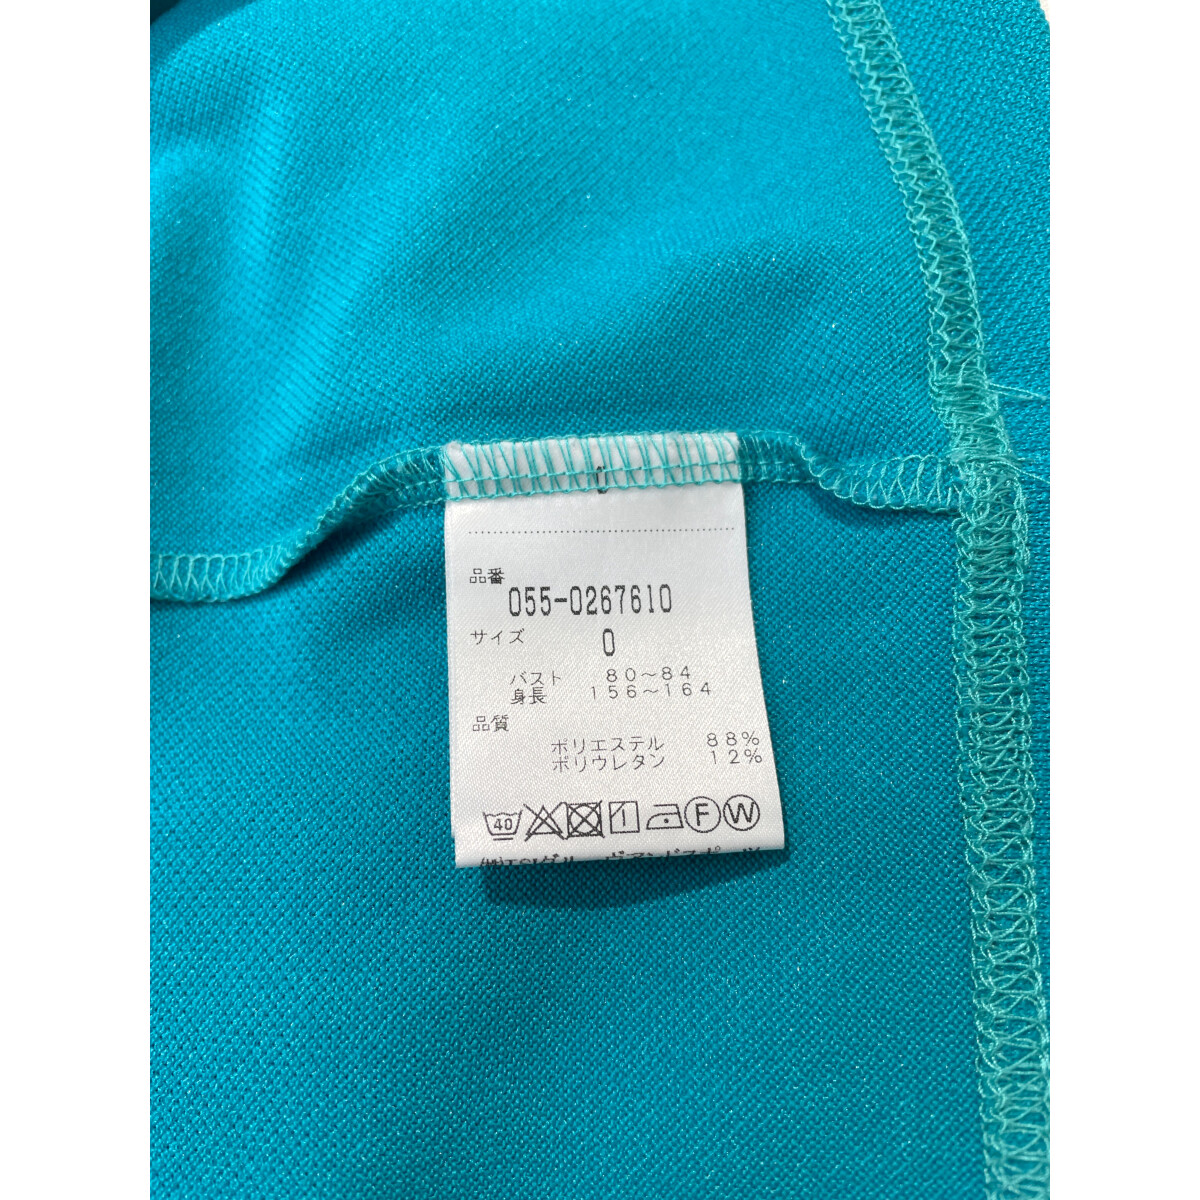 品番
055-0267610
サイズ
0
バスト 80~84
身長 156~164
品質
ポリエステル 88%
ポリウレタン 12%
40 F W